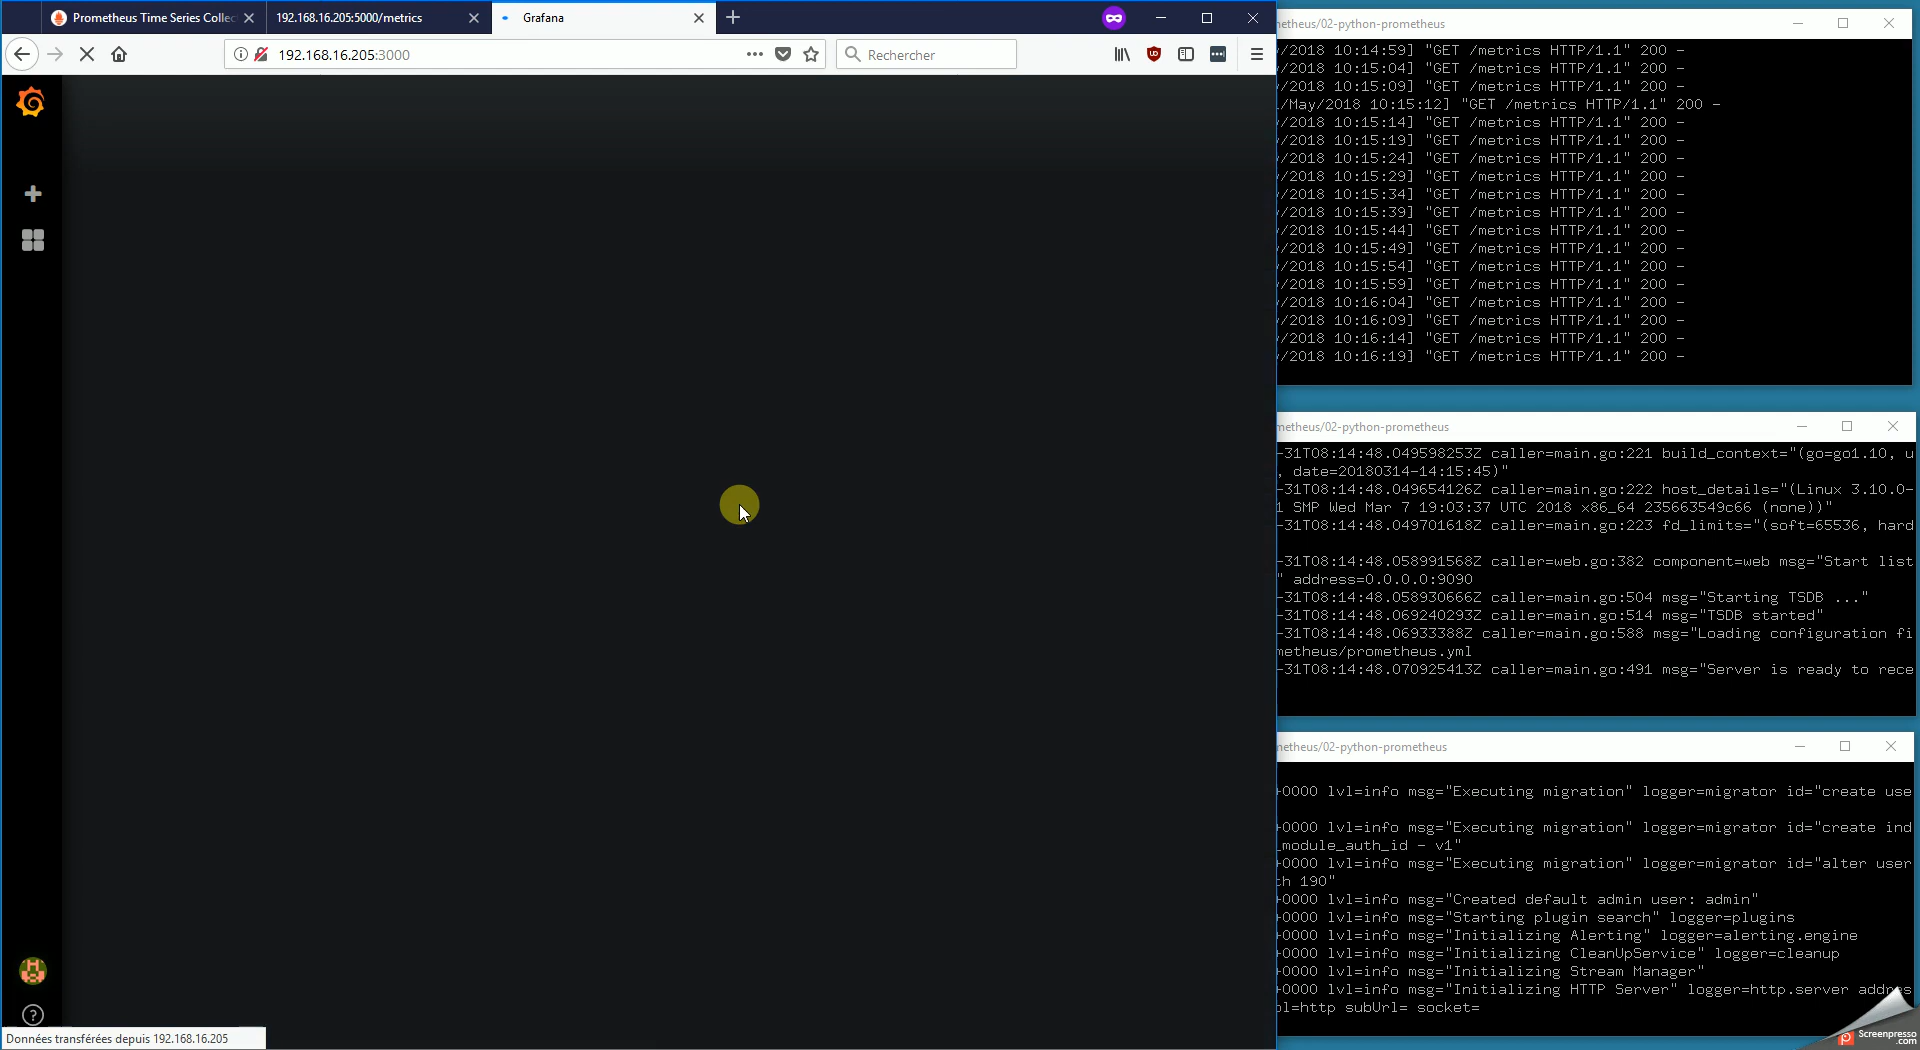 Prometheus Time Series Collec
192.168.16.205:5000/metrics
Grafana
192.168.16.205:3000
Rechercher
Données transférées depuis 192.168.16.205
netheus/02-python-prometheus
/2018 10:14:59] "GET /metrics HTTP/1.1" 200 -
/2018 10:15:04] "GET /metrics HTTP/1.1" 200 -
/2018 10:15:09] "GET /metrics HTTP/1.1" 200 -
/May/2018 10:15:12] "GET /metrics HTTP/1.1" 200 -
/2018 10:15:14] "GET /metrics HTTP/1.1" 200 -
/2018 10:15:19] "GET /metrics HTTP/1.1" 200 -
/2018 10:15:24] "GET /metrics HTTP/1.1" 200 -
/2018 10:15:29] "GET /metrics HTTP/1.1" 200 -
/2018 10:15:34] "GET /metrics HTTP/1.1" 200 -
/2018 10:15:39] "GET /metrics HTTP/1.1" 200 -
/2018 10:15:44] "GET /metrics HTTP/1.1" 200 -
/2018 10:15:49] "GET /metrics HTTP/1.1" 200 -
/2018 10:15:54] "GET /metrics HTTP/1.1" 200 -
/2018 10:15:59] "GET /metrics HTTP/1.1" 200 -
/2018 10:16:04] "GET /metrics HTTP/1.1" 200 -
/2018 10:16:09] "GET /metrics HTTP/1.1" 200 -
/2018 10:16:14] "GET /metrics HTTP/1.1" 200 -
/2018 10:16:19] "GET /metrics HTTP/1.1" 200 -
netheus/02-python-prometheus
-31T08:14:48.049598253Z caller=main.go:221 build_context="(go=go1.10, u
, date=20180314-14:15:45)"
-31T08:14:48.049654126Z caller=main.go:222 host_details="(Linux 3.10.0-
1 SMP Wed Mar 7 19:03:37 UTC 2018 x86_64 235663549c66 (none))"
-31T08:14:48.049701618Z caller=main.go:223 fd_limits="(soft=65536, hard
-31T08:14:48.058991568Z caller=web.go:382 component=web msg="Start list
" address=0.0.0.0:9090
-31T08:14:48.058930666Z caller=main.go:504 msg="Starting TSDB ..."
-31T08:14:48.069240293Z caller=main.go:514 msg="TSDB started"
-31T08:14:48.06933388Z caller=main.go:588 msg="Loading configuration fi
metheus/prometheus.yml
-31T08:14:48.070925413Z caller=main.go:491 msg="Server is ready to rece
netheus/02-python-prometheus
+0000 lvl=info msg="Executing migration" logger=migrator id="create use
+0000 lvl=info msg="Executing migration" logger=migrator id="create ind
_module_auth_id - v1"
+0000 lvl=info msg="Executing migration" logger=migrator id="alter user
th 190"
+0000 lvl=info msg="Created default admin user: admin"
+0000 lvl=info msg="Starting plugin search" logger=plugins
+0000 lvl=info msg="Initializing Alerting" logger=alerting.engine
+0000 lvl=info msg="Initializing CleanUpService" logger=cleanup
+0000 lvl=info msg="Initializing Stream Manager"
+0000 lvl=info msg="Initializing HTTP Server" logger=http.server addres
ol=http subUrl= socket=
Screenpresso
.com